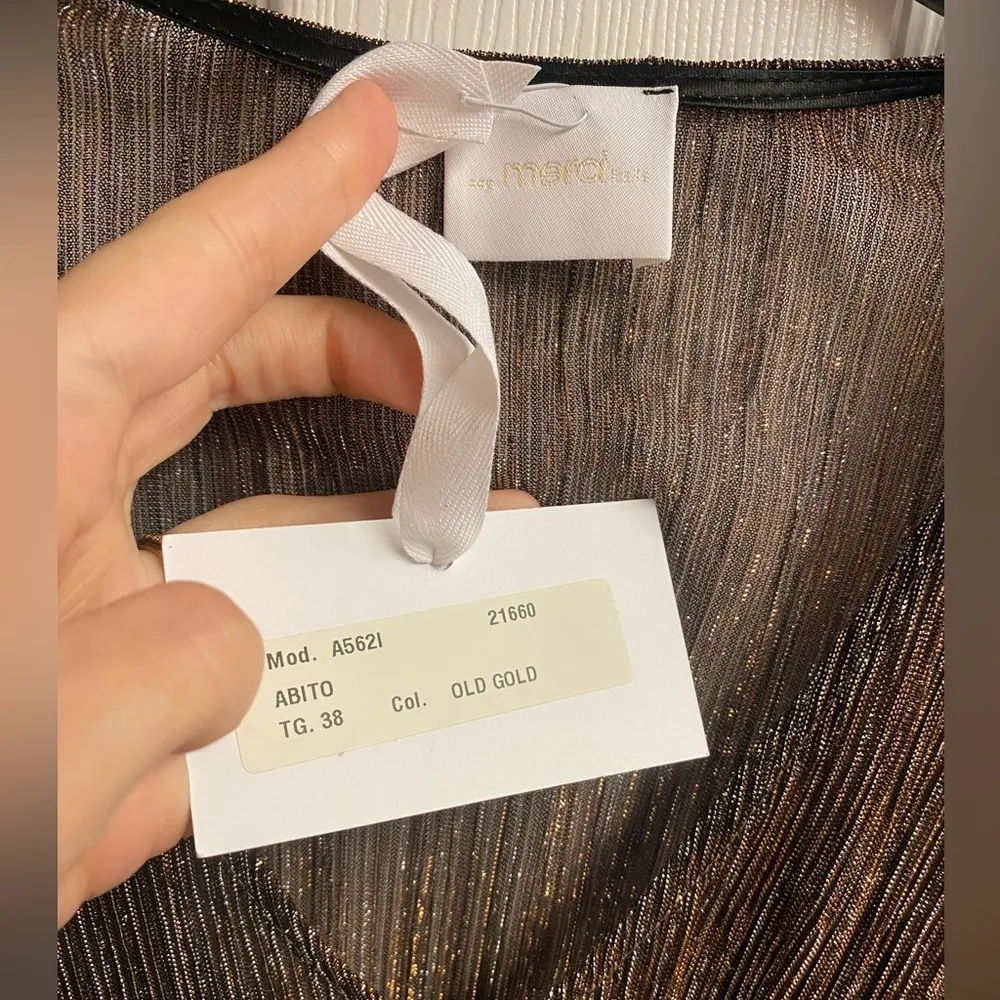 merci
Mod. A562I 21660
ABITO
TG. 38 Col. OLD GOLD